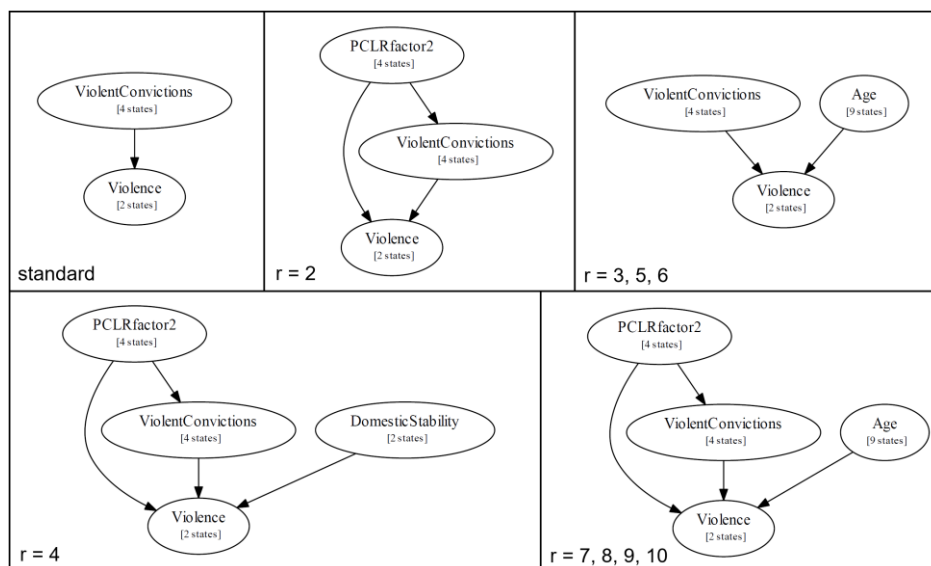 ViolentConvictions
[4 states]
Violence
[2 states]
standard
PCLRfactor2
[4 states]
ViolentConvictions
[4 states]
Violence
[2 states]
r = 2
ViolentConvictions
[4 states]
Age
[9 states]
Violence
[2 states]
r = 3, 5, 6
PCLRfactor2
[4 states]
ViolentConvictions
[4 states]
DomesticStability
[2 states]
Violence
[2 states]
r = 4
PCLRfactor2
[4 states]
ViolentConvictions
[4 states]
Age
[9 states]
Violence
[2 states]
r = 7, 8, 9, 10